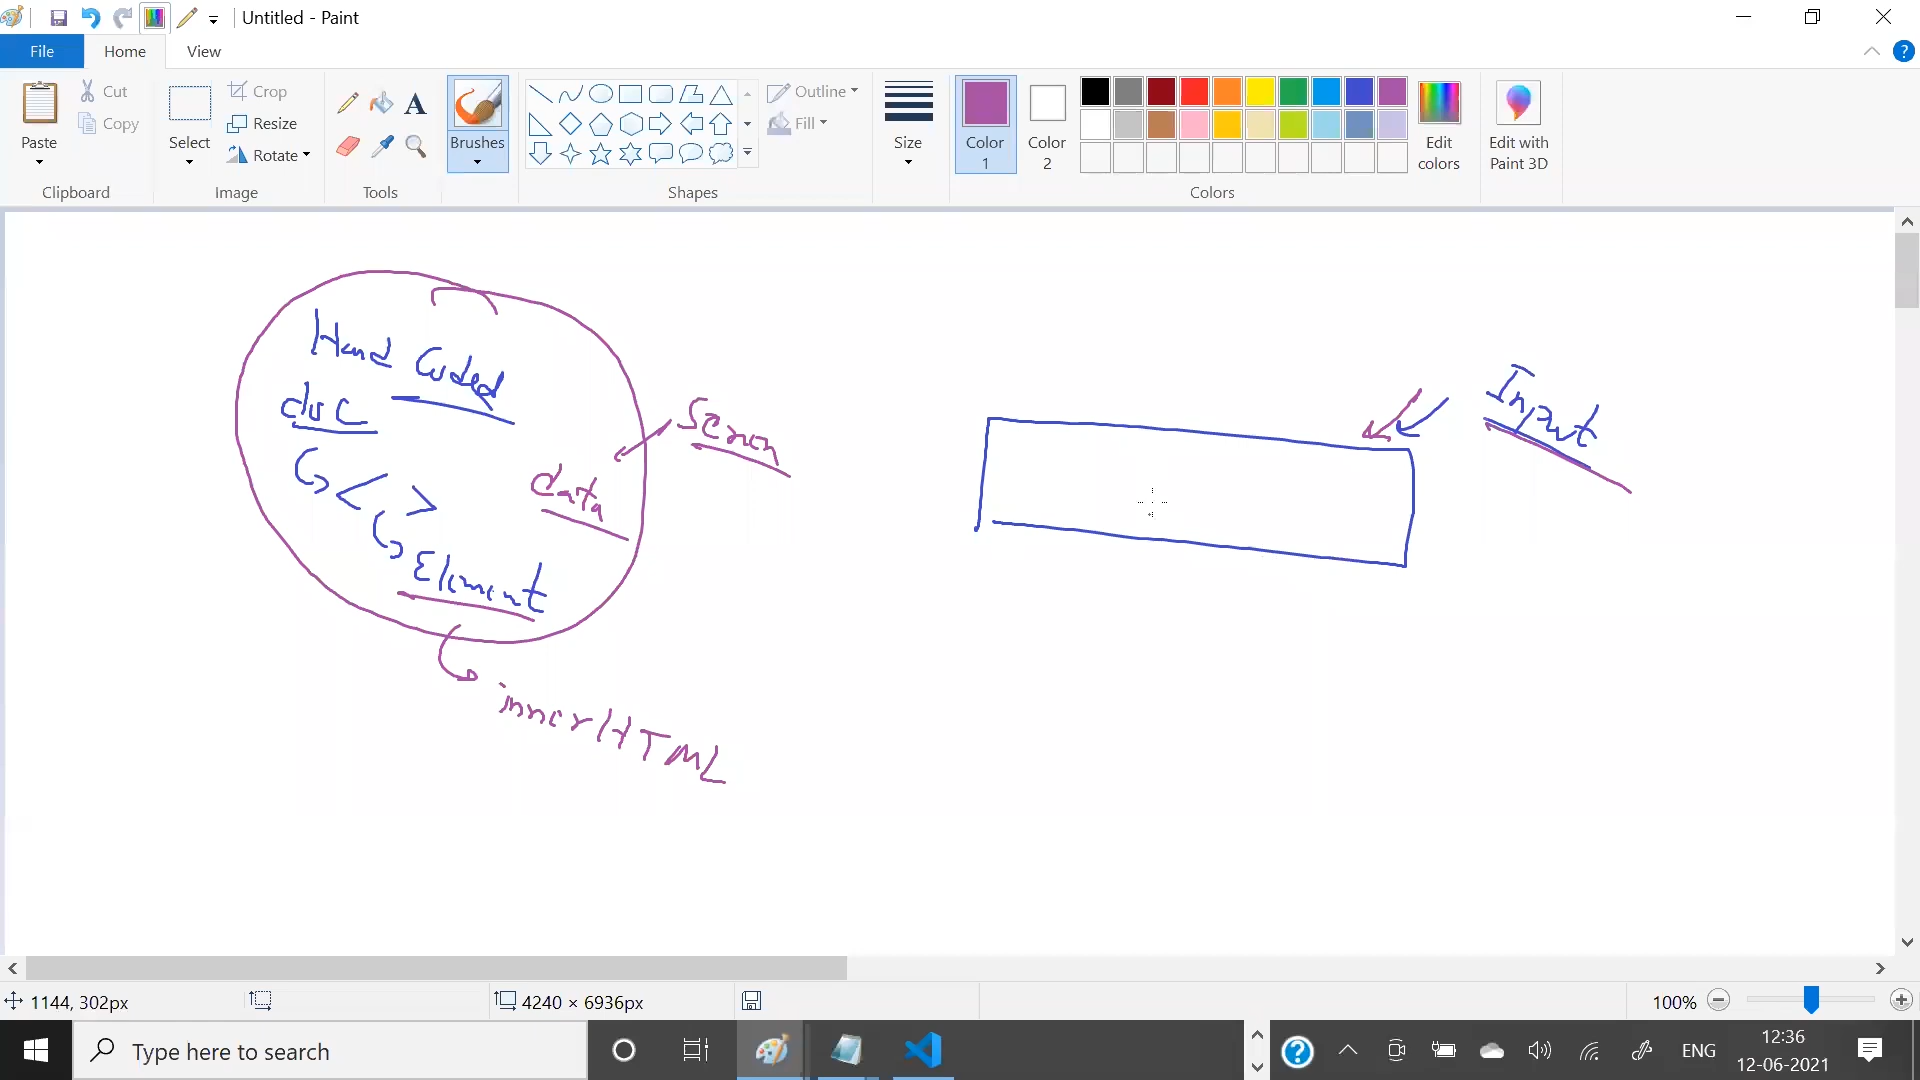 Untitled - Paint
File
Home
View
Paste
Cut
Copy
Clipboard
Select
Crop
Resize
Rotate
Image
Tools
Brushes
Shapes
Outline
Fill
Size
Color
1
Color
2
Edit
colors
Colors
Edit with
Paint 3D
Hand Coded
doc
< >
data
Element
innerHTML
Input
1144, 302px
4240 × 6936px
100%
Type here to search
ENG
12:36
12-06-2021